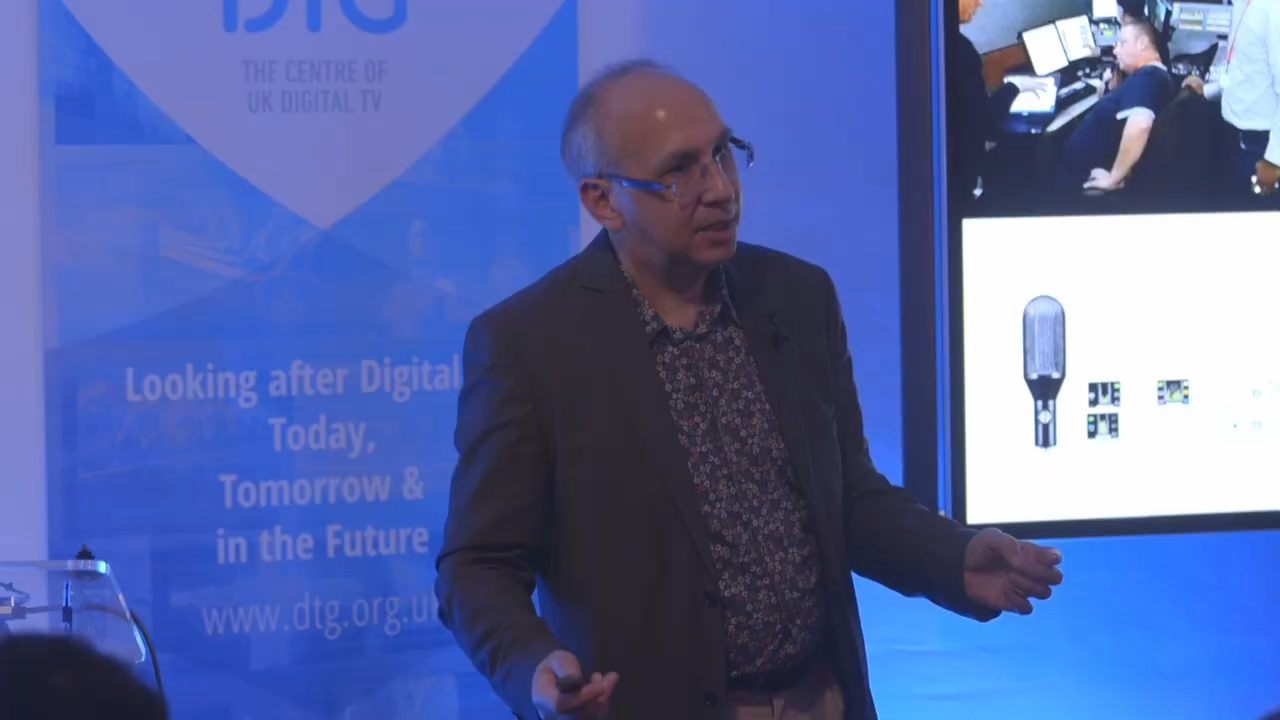 DTG
THE CENTRE OF
UK DIGITAL TV
Looking after Digital
Today,
Tomorrow &
in the Future
www.dtg.org.uk